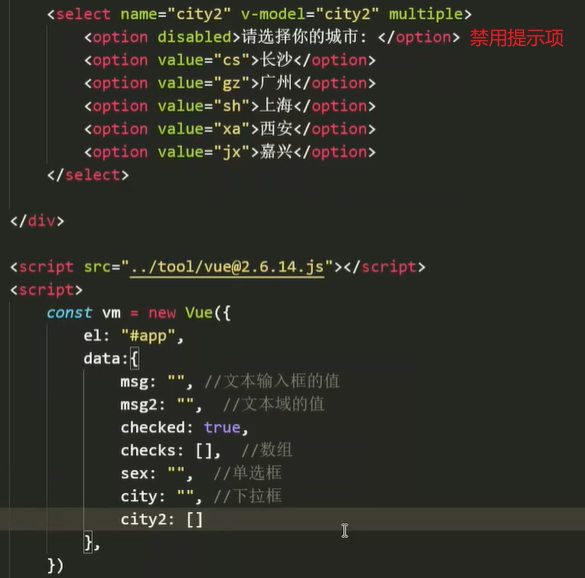 <select name="city2" v-model="city2" multiple>
<option disabled>请选择你的城市: </option> 禁用提示项
<option value="cs">长沙</option>
<option value="gz">广州</option>
<option value="sh">上海</option>
<option value="xa">西安</option>
<option value="jx">嘉兴</option>
</select>
</div>
<script src="../tool/vue@2.6.14.js"></script>
<script>
const vm = new Vue({
el: "#app",
data:{
msg: "", //文本输入框的值
msg2: "", //文本域的值
checked: true,
checks: [], //数组
sex: "", //单选框
city: "", //下拉框
city2: []
},
})